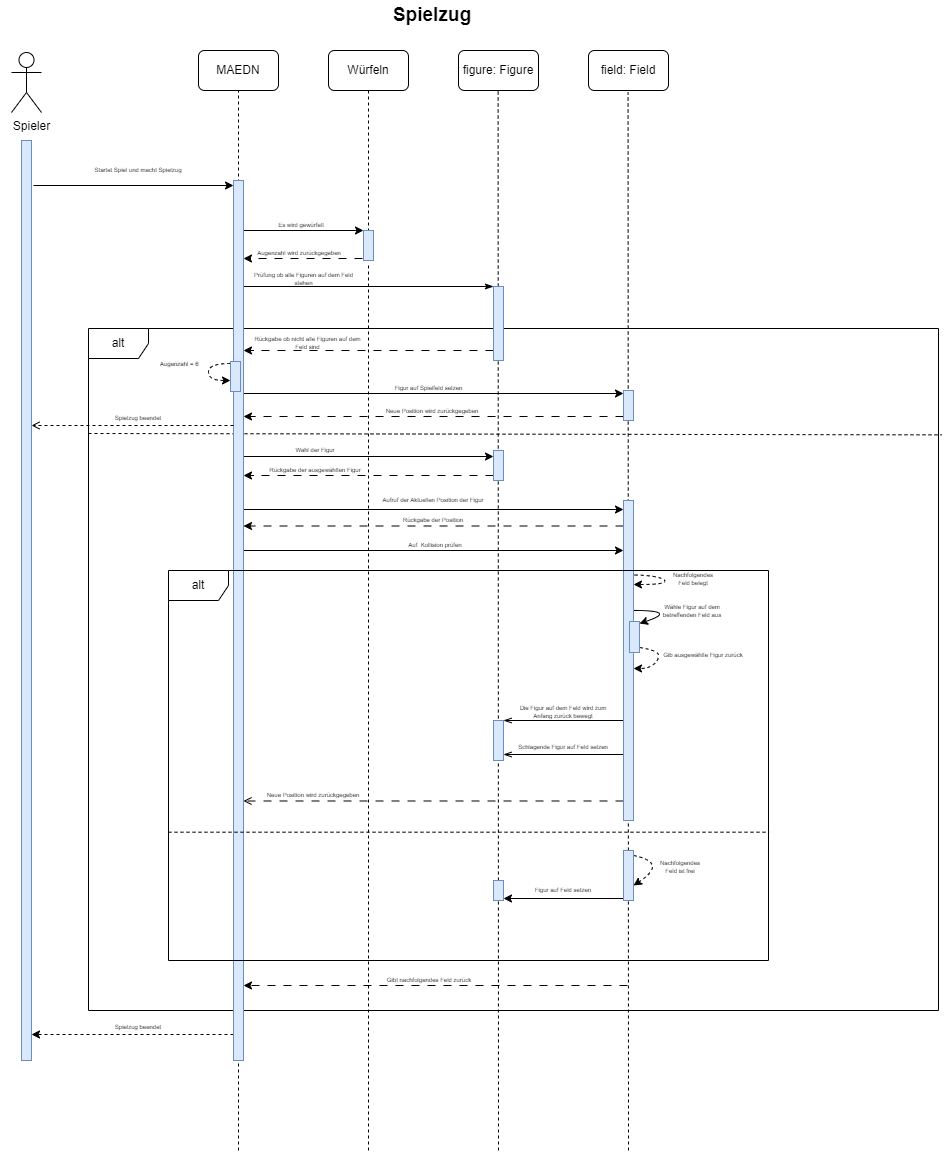 Spielzug
MAEDN
Würfeln
figure: Figure
field: Field
Spieler
Startet Spiel und macht Spielzug
Es wird gewürfelt
Augenzahl wird zurückgegeben
Prüfung ob alle Figuren auf dem Feld
stehen
alt
Rückgabe ob nicht alle Figuren auf dem
Feld sind
Augenzahl = 6
Figur auf Spielfeld setzen
Neue Position wird zurückgegeben
Spielzug beendet
Wahl der Figur
Rückgabe der ausgewählten Figur
Aufruf der Aktuellen Position der Figur
Rückgabe der Position
Auf Kollision prüfen
alt
Nachfolgendes
Feld belegt
Wähle Figur auf dem
betreffenden Feld aus
Gib ausgewählte Figur zurück
Die Figur auf dem Feld wird zum
Anfang zurück bewegt
Schlagende Figur auf Feld setzen
Neue Position wird zurückgegeben
Nachfolgendes
Feld ist frei
Figur auf Feld setzen
Gibt nachfolgendes Feld zurück
Spielzug beendet